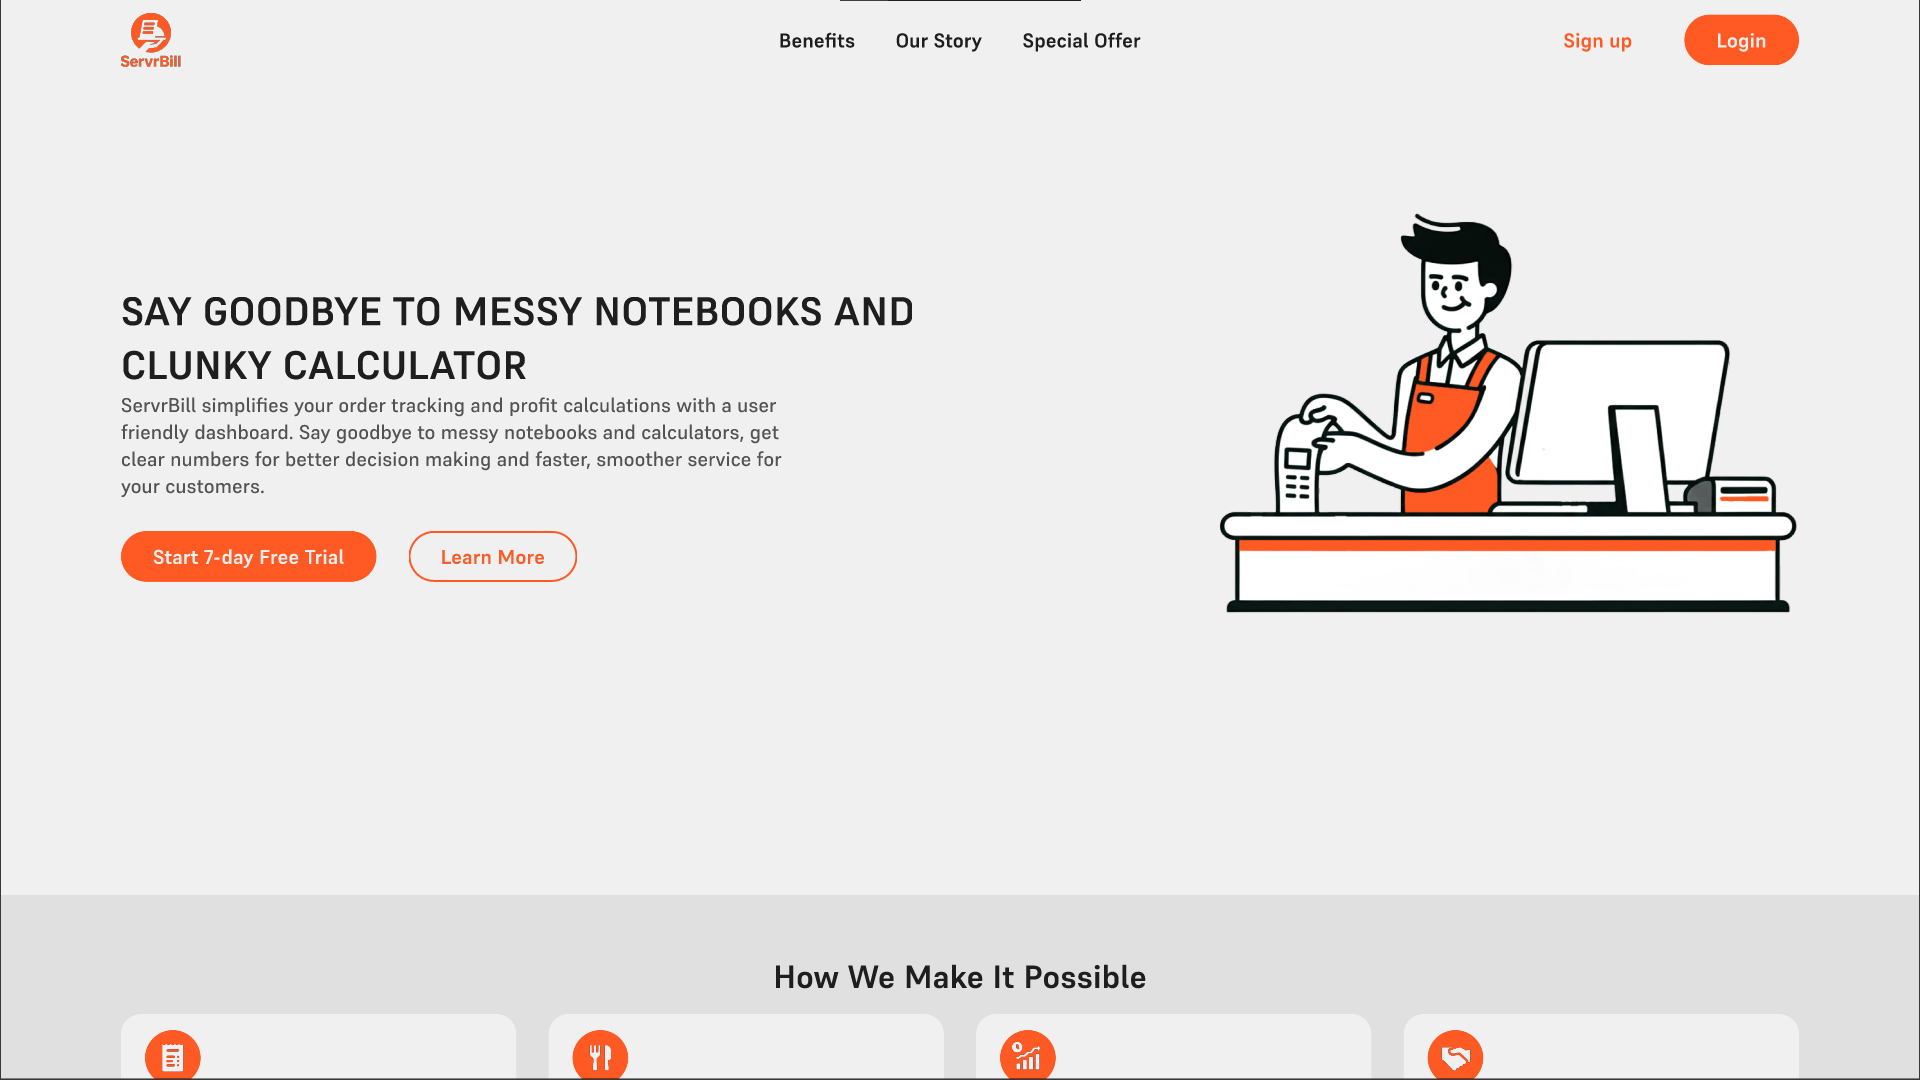 ServrBill
Benefits
Our Story
Special Offer
Sign up
Login
SAY GOODBYE TO MESSY NOTEBOOKS AND
CLUNKY CALCULATOR
ServrBill simplifies your order tracking and profit calculations with a user
friendly dashboard. Say goodbye to messy notebooks and calculators, get
clear numbers for better decision making and faster, smoother service for
your customers.
Start 7-day Free Trial
Learn More
How We Make It Possible